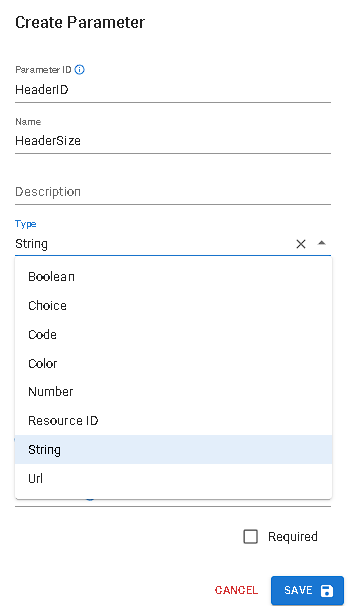 Create Parameter
Parameter ID
HeaderID
Name
HeaderSize
Description
Type
String
Boolean
Choice
Code
Color
Number
Resource ID
String
Url
Required
CANCEL
SAVE